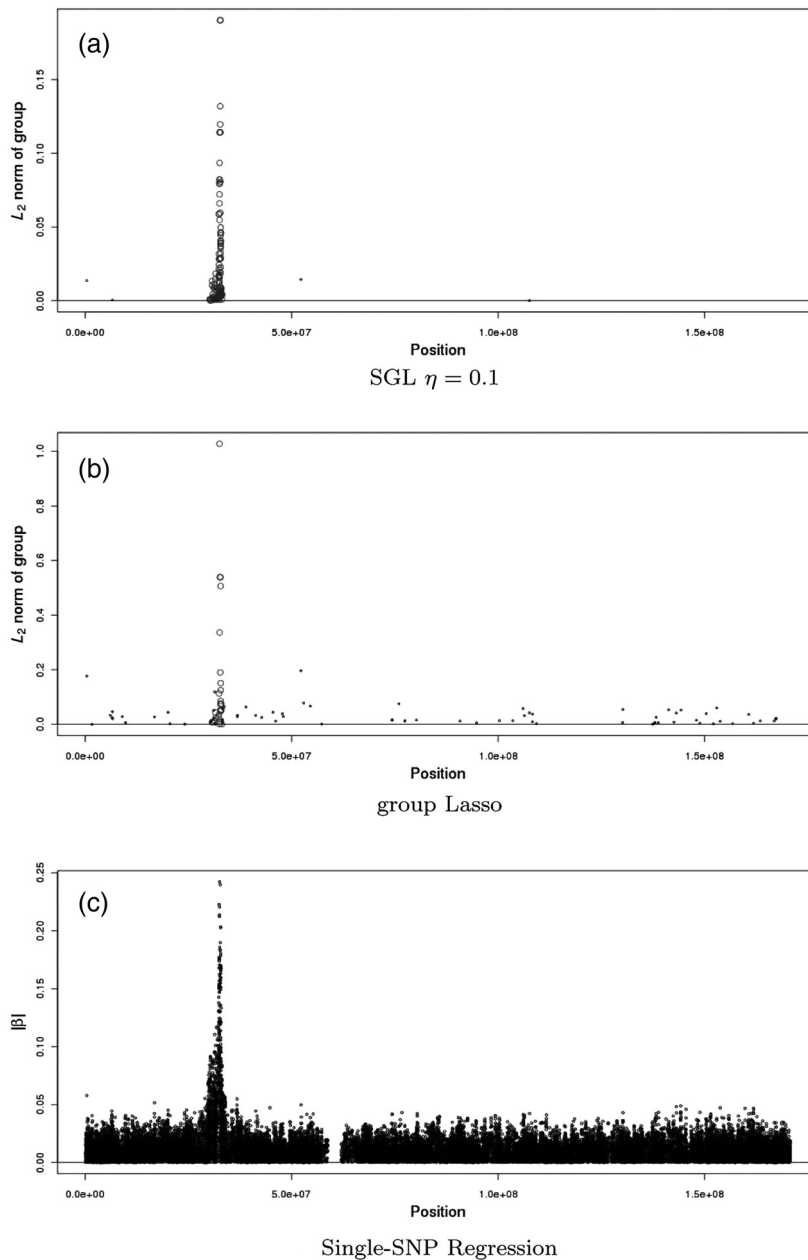 (a)
L₂ norm of group
0.15
0.10
0.05
0.00
0.0e+00 5.0e+07 1.0e+08 1.5e+08
Position
SGL η = 0.1
(b)
L₂ norm of group
1.0
0.8
0.6
0.4
0.2
0.0
0.0e+00 5.0e+07 1.0e+08 1.5e+08
Position
group Lasso
(c)
|β|
0.25
0.20
0.15
0.10
0.05
0.00
0.0e+00 5.0e+07 1.0e+08 1.5e+08
Position
Single-SNP Regression